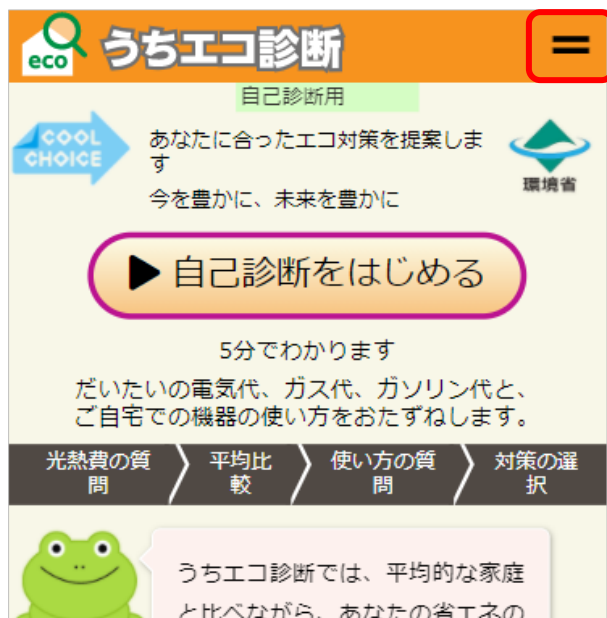 eco うちエコ診断
自己診断用
COOL
CHOICE
あなたに合ったエコ対策を提案しま
す
今を豊かに、未来を豊かに
環境省
▶自己診断をはじめる
5分でわかります
だいたいの電気代、ガス代、ガソリン代と、
ご自宅での機器の使い方をおたずねします。
光熱費の質
問
平均比
較
使い方の質
問
対策の選
択
うちエコ診断では、平均的な家庭
と比べながら、あなたの省エネの